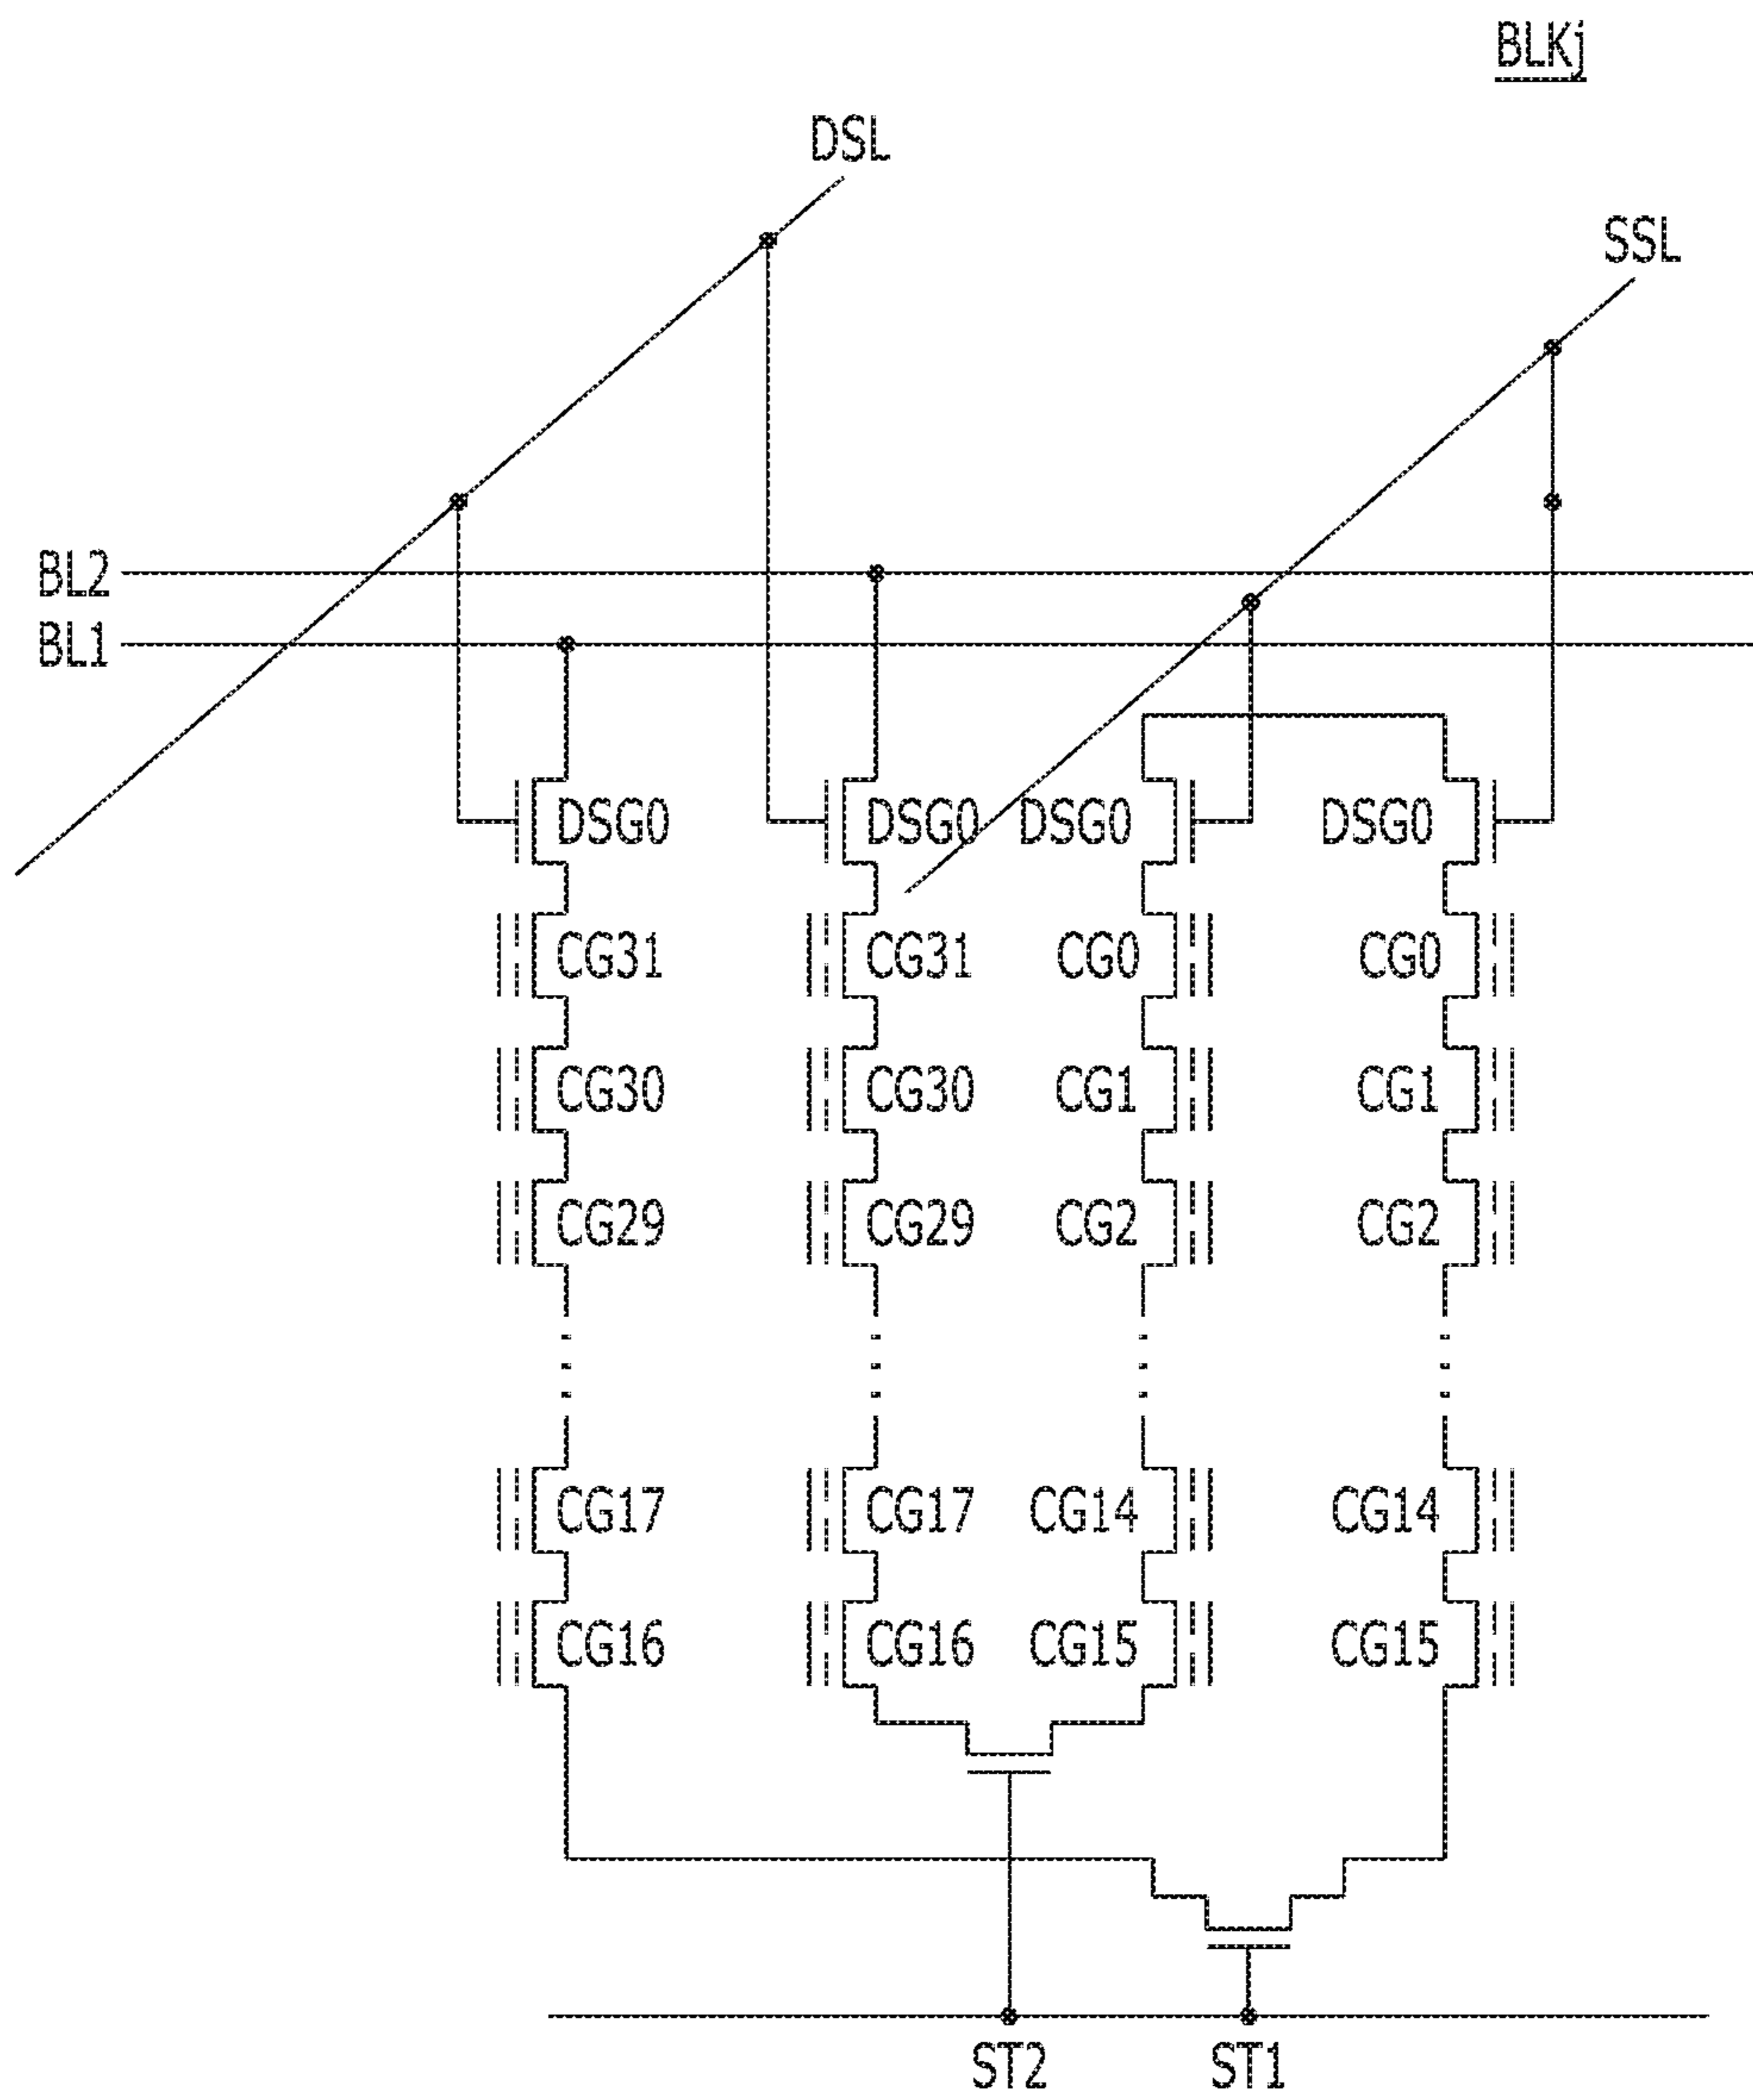 BLKj
DSL
SSL
BL2
BL1
DSG0 DSG0 DSG0 DSG0
CG31 CG31 CG0 CG0
CG30 CG30 CG1 CG1
CG29 CG29 CG2 CG2
CG17 CG17 CG14 CG14
CG16 CG16 CG15 CG15
ST2 ST1